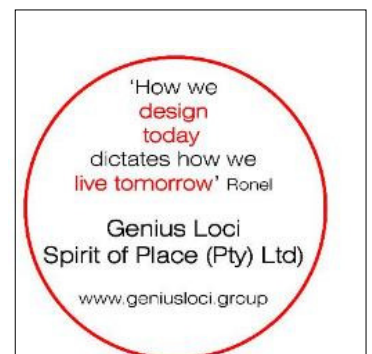 'How we
design
today
dictates how we
live tomorrow' Ronel
Genius Loci
Spirit of Place (Pty) Ltd)
www.geniusloci.group